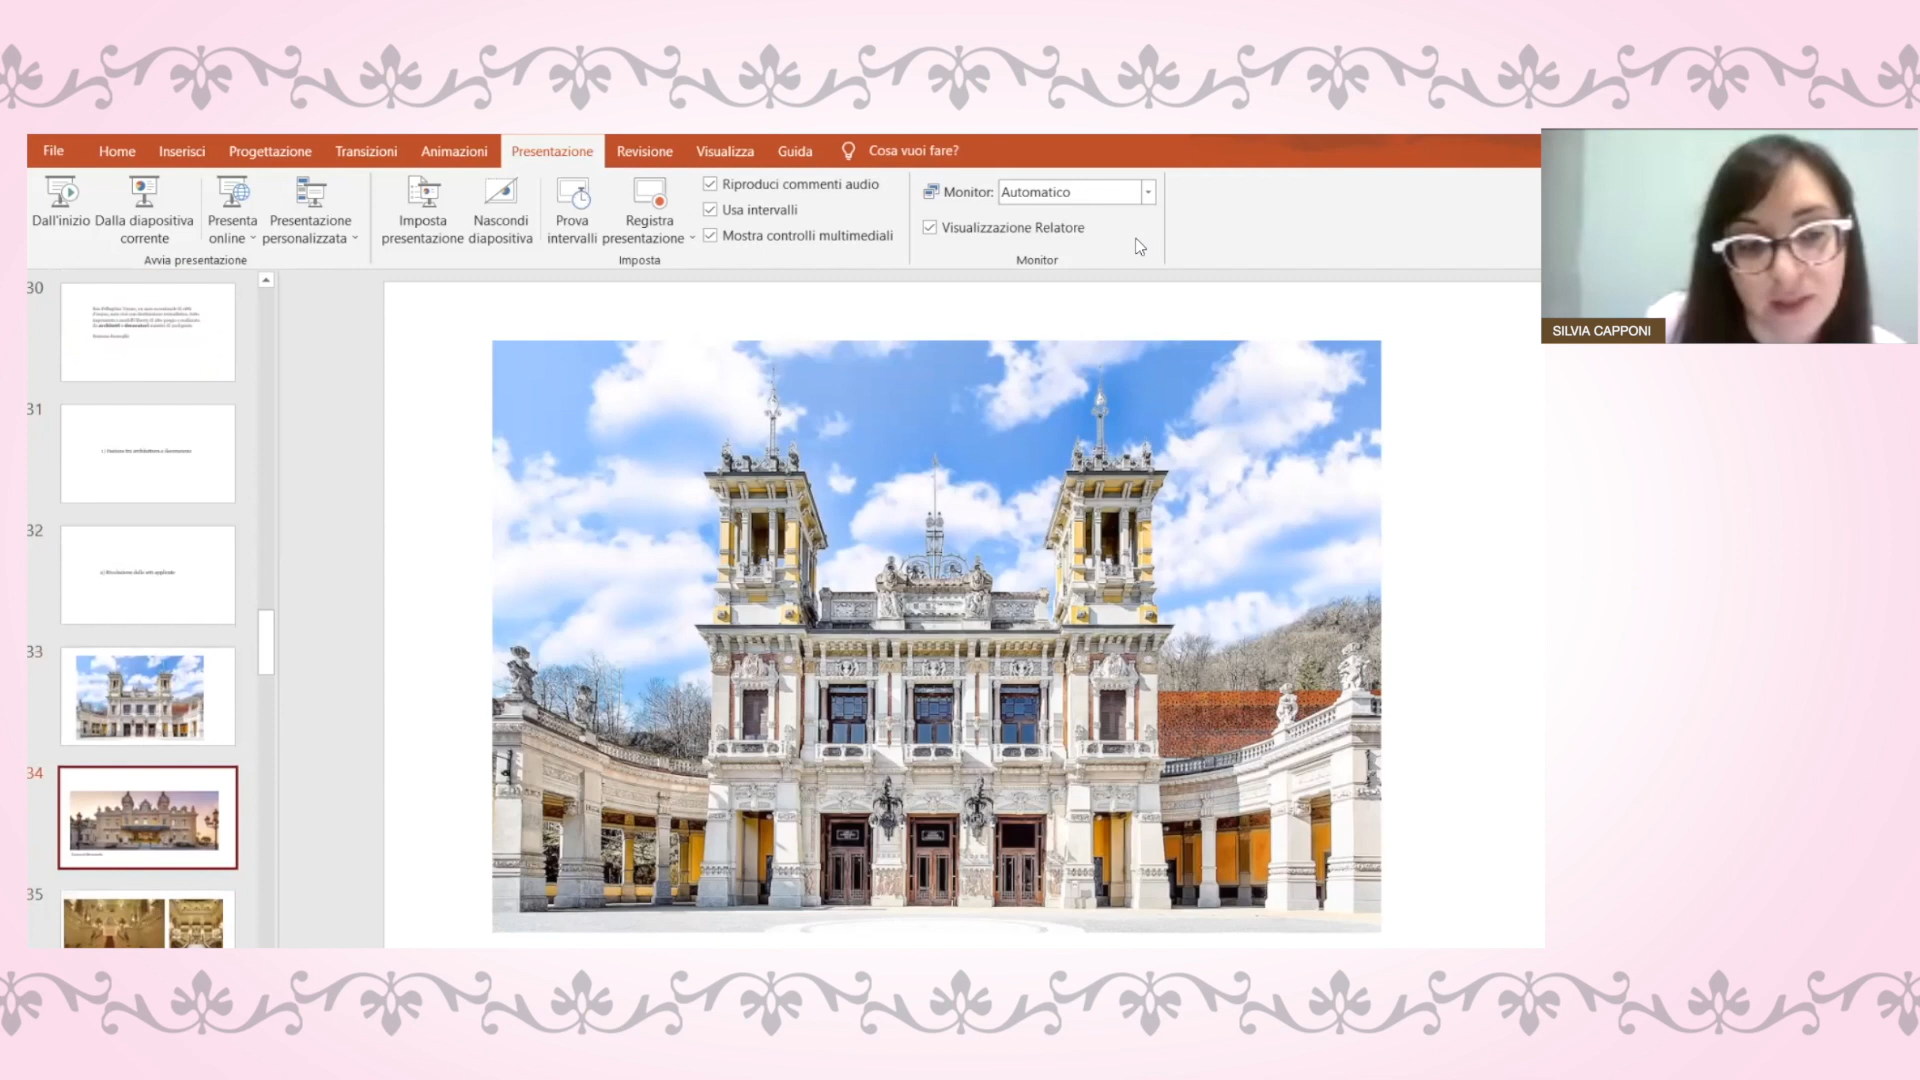 File Home Inserisci Progettazione Transizioni Animazioni Presentazione Revisione Visualizza Guida Cosa vuoi fare?
Dall'inizio
Dalla diapositiva
corrente
Presenta
online
Presentazione
personalizzata
Avvia presentazione
Imposta
presentazione
Nascondi
diapositiva
Prova
intervalli
Registra
presentazione
Riproduci commenti audio
Usa intervalli
Mostra controlli multimediali
Imposta
Monitor: Automatico
Visualizzazione Relatore
Monitor
SILVIA CAPPONI
30
31
32
33
34
35